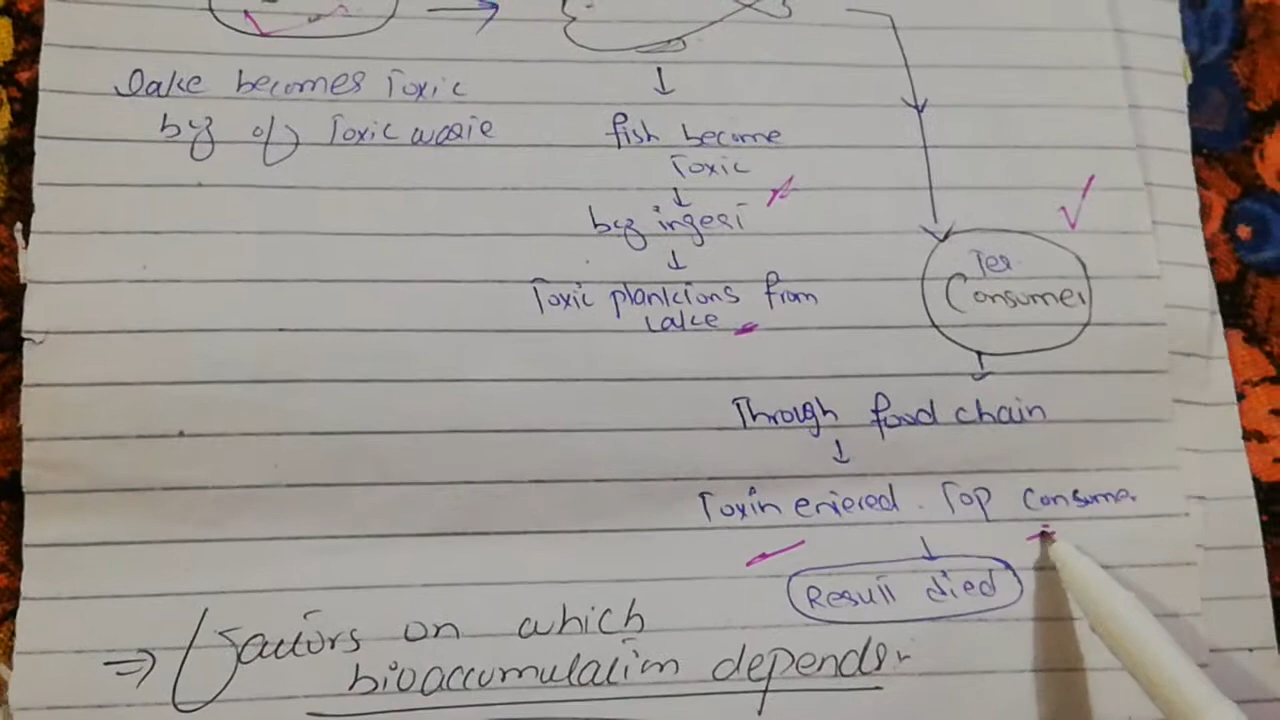 Lake becomes Toxic
by of Toxic waste
fish become
Toxic
by ingest
Toxic planktons from
Lake
Ter
Consumer
Through food chain
Toxin entered Top Consumer
Result died
⇒ Factors on which
bioaccumulation depends